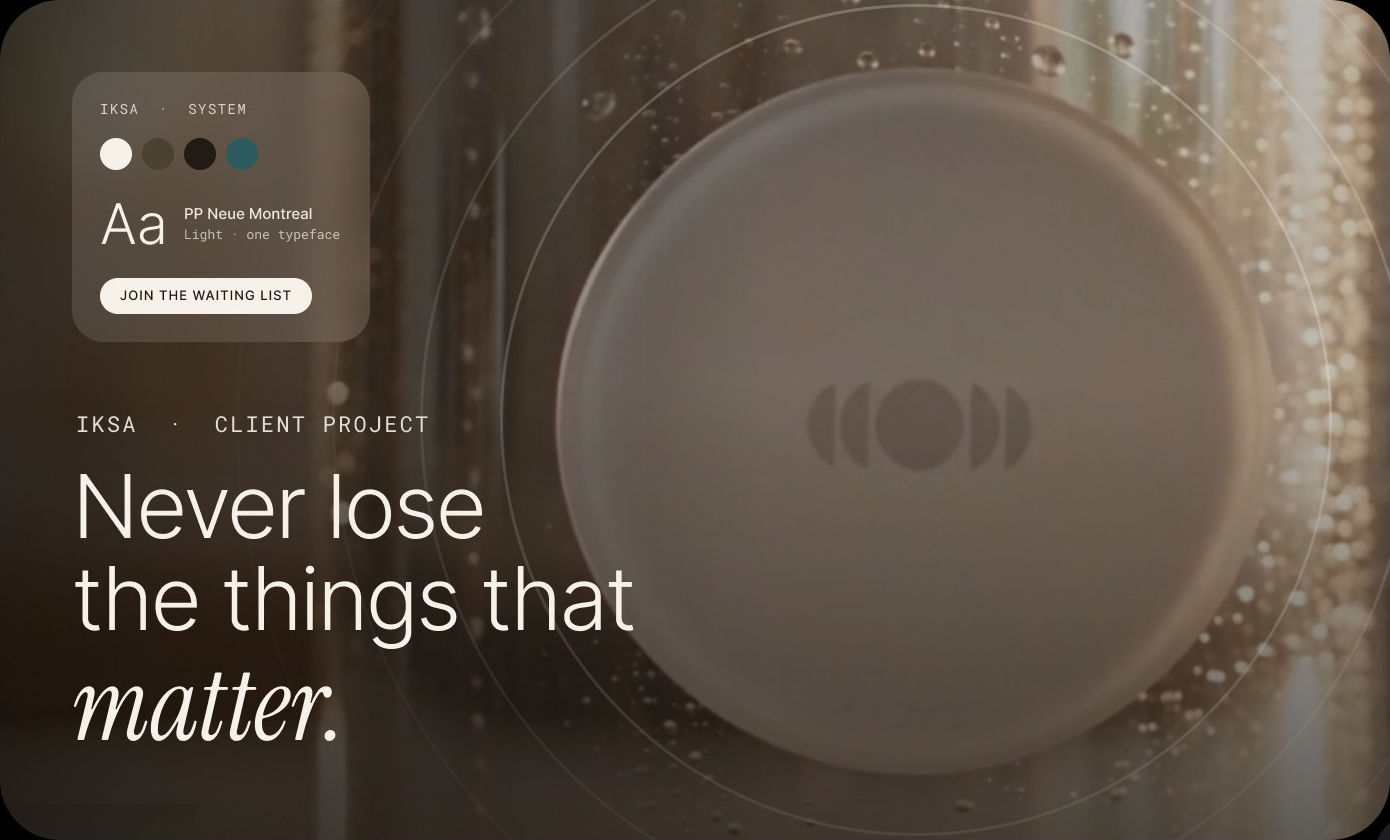 IKSA · SYSTEM
Aa
PP Neue Montreal
Light · one typeface
JOIN THE WAITING LIST
IKSA · CLIENT PROJECT
Never lose
the things that
matter.